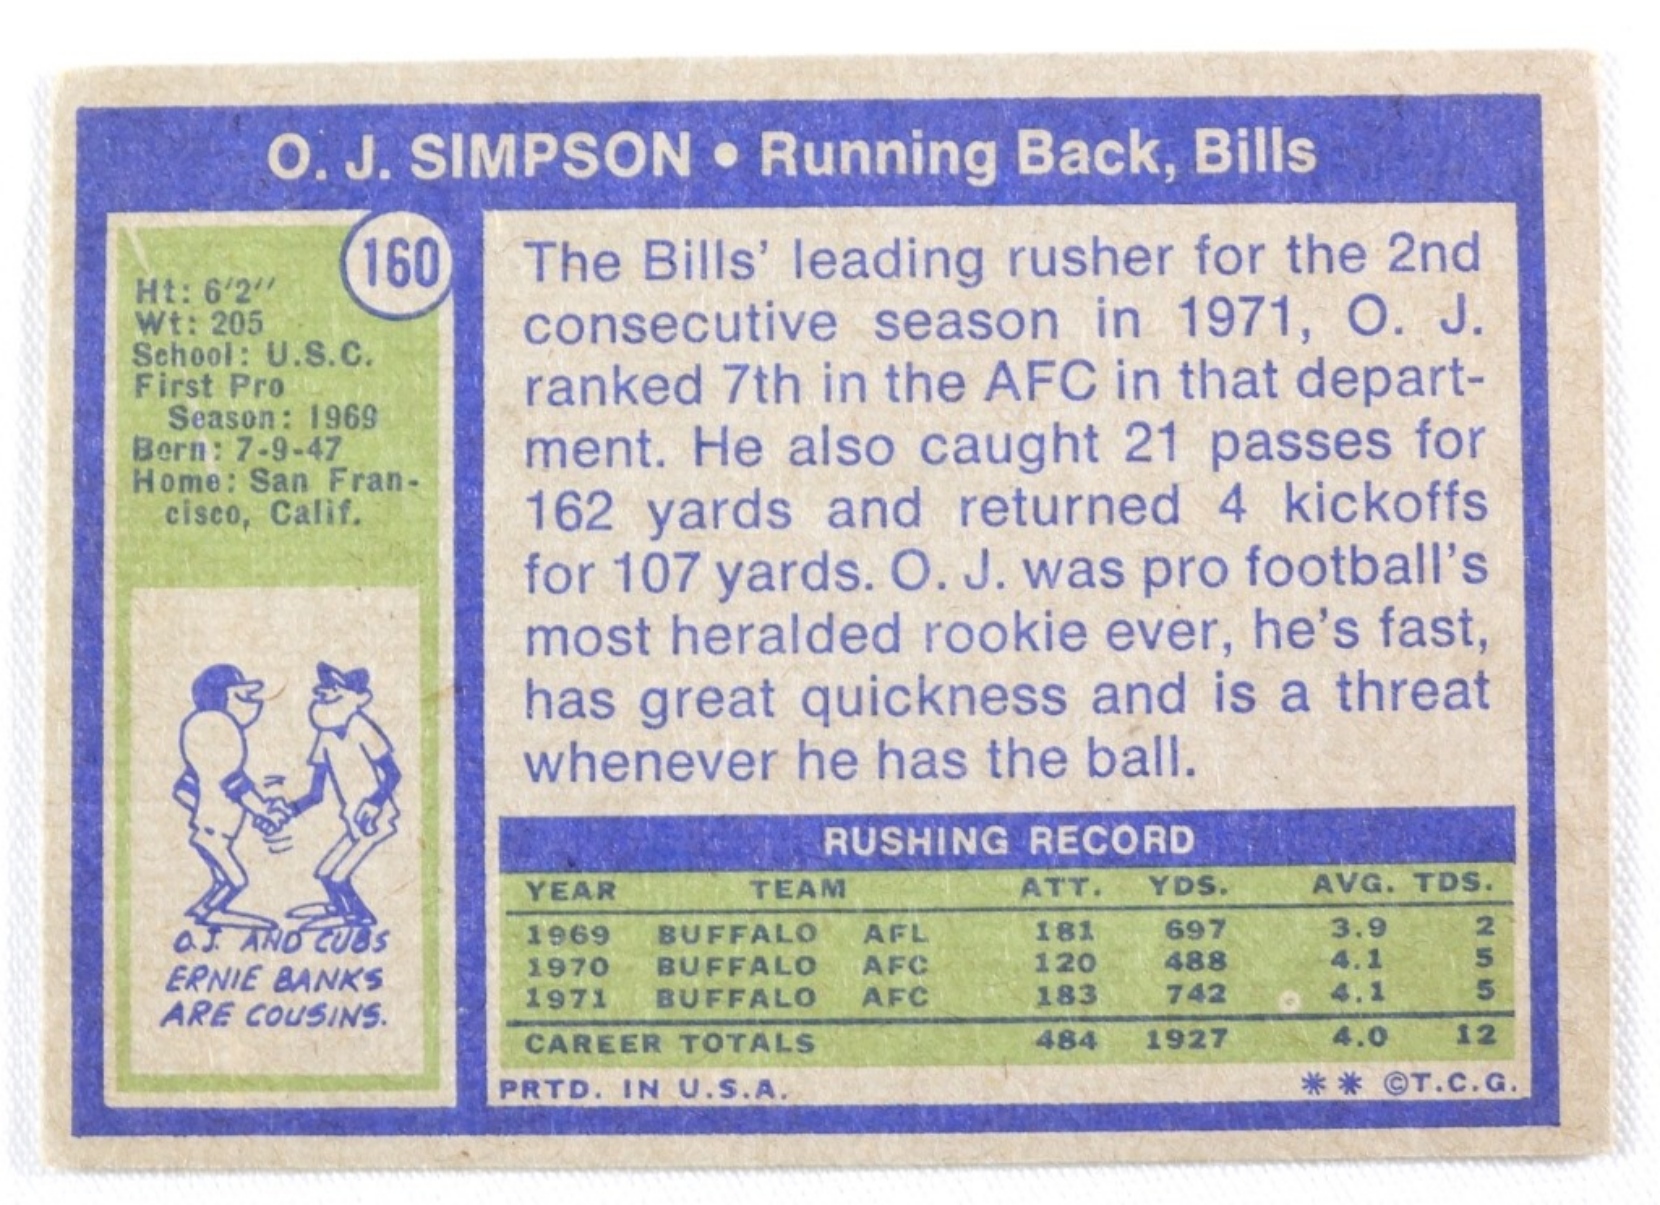 O. J. SIMPSON • Running Back, Bills
160
Ht: 6'2''
Wt: 205
School: U.S.C.
First Pro
Season: 1969
Born: 7-9-47
Home: San Fran-
cisco, Calif.
O.J. AND CUBS
ERNIE BANKS
ARE COUSINS.
The Bills' leading rusher for the 2nd
consecutive season in 1971, O. J.
ranked 7th in the AFC in that depart-
ment. He also caught 21 passes for
162 yards and returned 4 kickoffs
for 107 yards. O. J. was pro football's
most heralded rookie ever, he's fast,
has great quickness and is a threat
whenever he has the ball.
RUSHING RECORD
YEAR TEAM ATT. YDS. AVG. TDS.
1969 BUFFALO AFL 181 697 3.9 2
1970 BUFFALO AFC 120 488 4.1 5
1971 BUFFALO AFC 183 742 4.1 5
CAREER TOTALS 484 1927 4.0 12
PRTD. IN U.S.A. ** ©T.C.G.